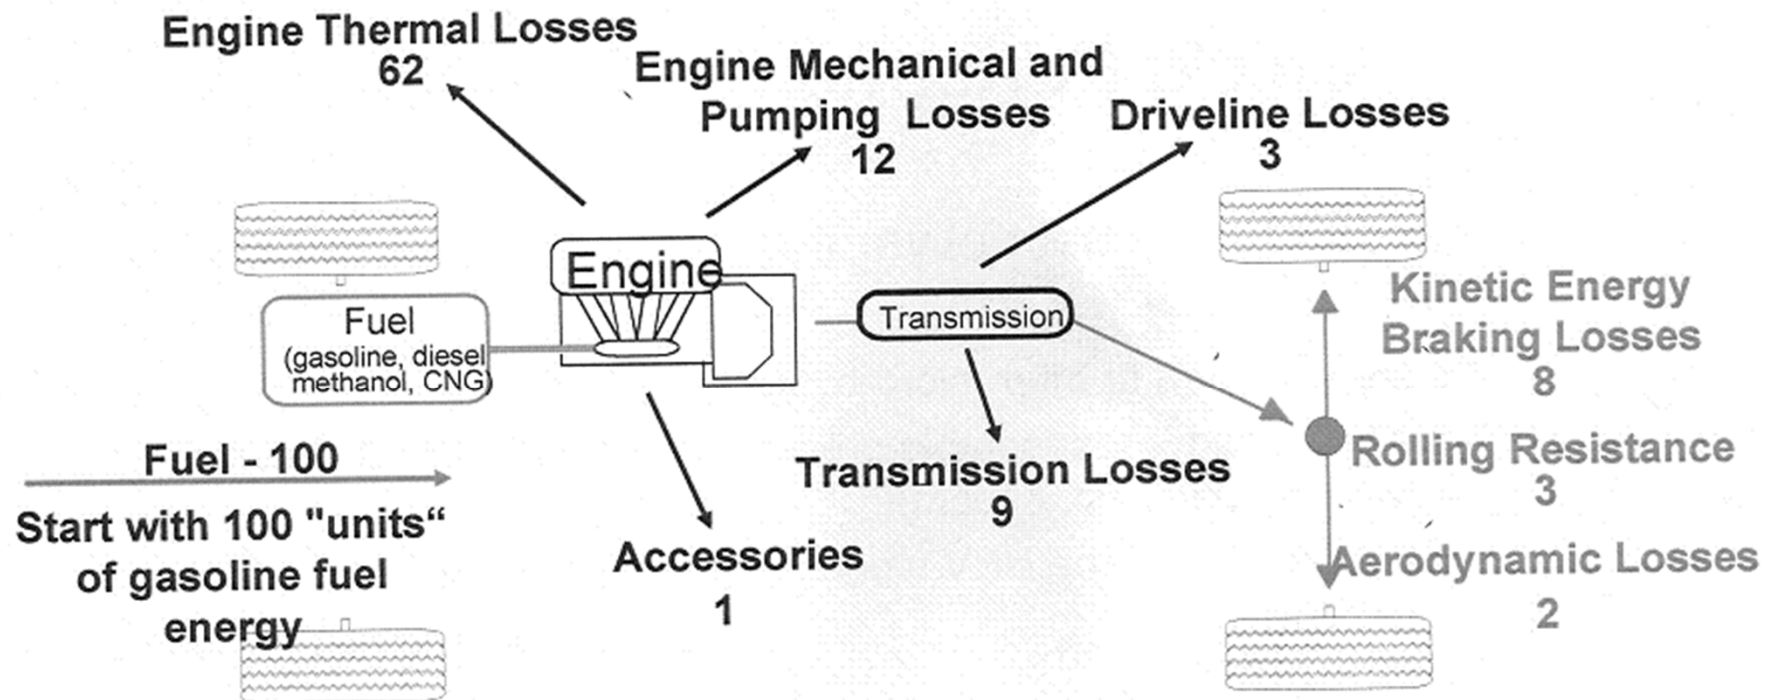 Engine Thermal Losses
62
Engine Mechanical and
Pumping Losses
12
Driveline Losses
3
Engine
Fuel
(gasoline, diesel
methanol, CNG)
Transmission
Kinetic Energy
Braking Losses
8
Fuel - 100
Start with 100 "units“
of gasoline fuel
energy
Transmission Losses
9
Rolling Resistance
3
Accessories
1
Aerodynamic Losses
2